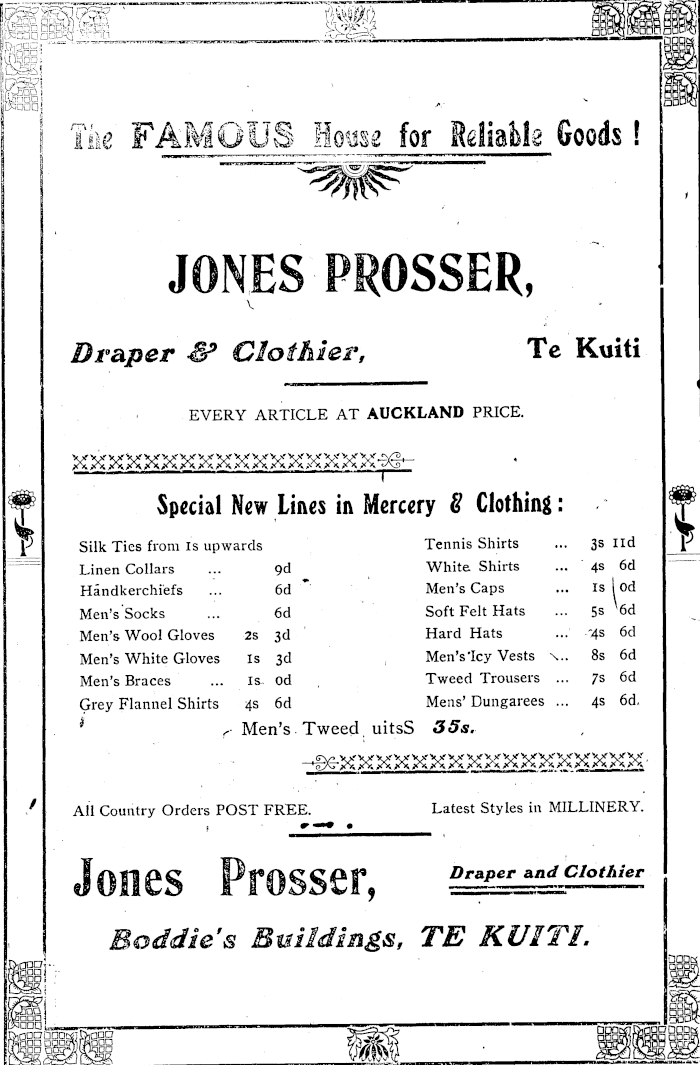 The FAMOUS House for Reliable Goods !
JONES PROSSER,
Draper & Clothier, Te Kuiti
EVERY ARTICLE AT AUCKLAND PRICE.
Special New Lines in Mercery & Clothing :
Silk Ties from 1s upwards
Linen Collars ... 9d
Handkerchiefs ... 6d
Men's Socks ... 6d
Men's Wool Gloves 2s 3d
Men's White Gloves 1s 3d
Men's Braces ... 1s 0d
Grey Flannel Shirts 4s 6d
Tennis Shirts ... 3s 11d
White Shirts ... 4s 6d
Men's Caps ... 1s 0d
Soft Felt Hats ... 5s 6d
Hard Hats ... 4s 6d
Men's Icy Vests ... 8s 6d
Tweed Trousers ... 7s 6d
Mens' Dungarees ... 4s 6d.
Men's Tweed uitsS 35s.
All Country Orders POST FREE. Latest Styles in MILLINERY.
Jones Prosser, Draper and Clothier
Boddie's Buildings, TE KUITI.